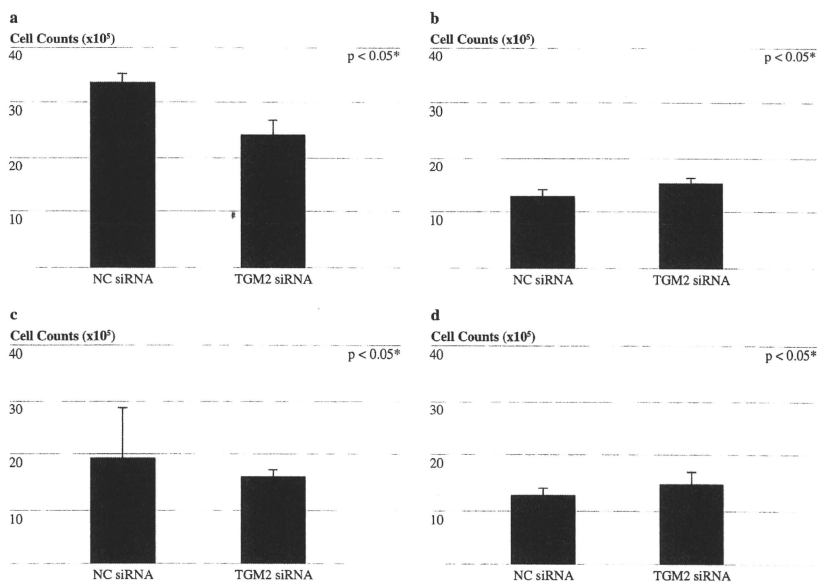 a
Cell Counts (x10⁵)
40
p < 0.05*
30
20
10
#
NC siRNA TGM2 siRNA
b
Cell Counts (x10⁵)
40
p < 0.05*
30
20
10
NC siRNA TGM2 siRNA
c
Cell Counts (x10⁵)
40
p < 0.05*
30
20
10
NC siRNA TGM2 siRNA
d
Cell Counts (x10⁵)
40
p < 0.05*
30
20
10
NC siRNA TGM2 siRNA